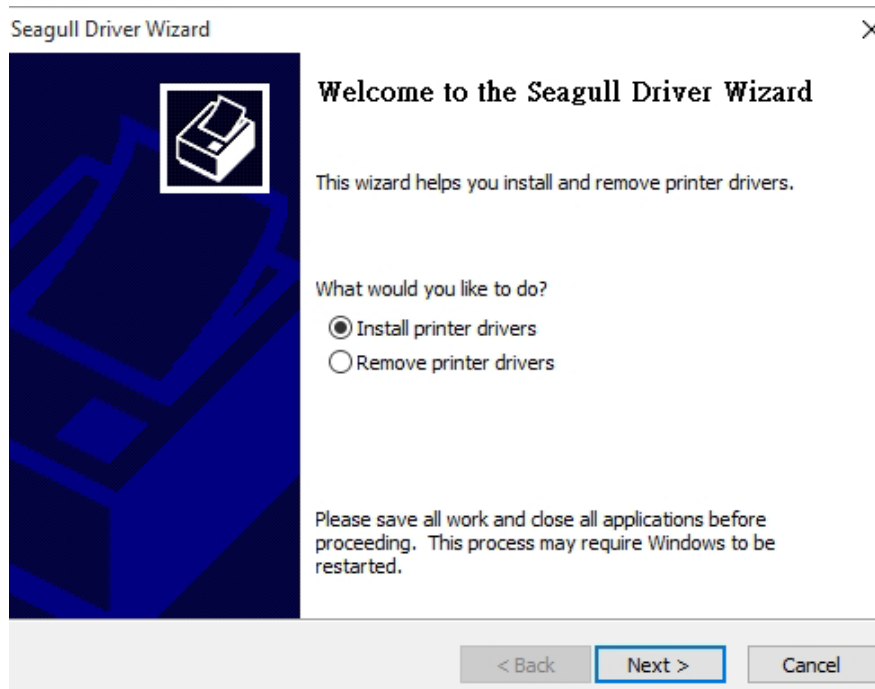 Seagull Driver Wizard
Welcome to the Seagull Driver Wizard
This wizard helps you install and remove printer drivers.
What would you like to do?
Install printer drivers
Remove printer drivers
Please save all work and close all applications before
proceeding. This process may require Windows to be
restarted.
< Back Next > Cancel